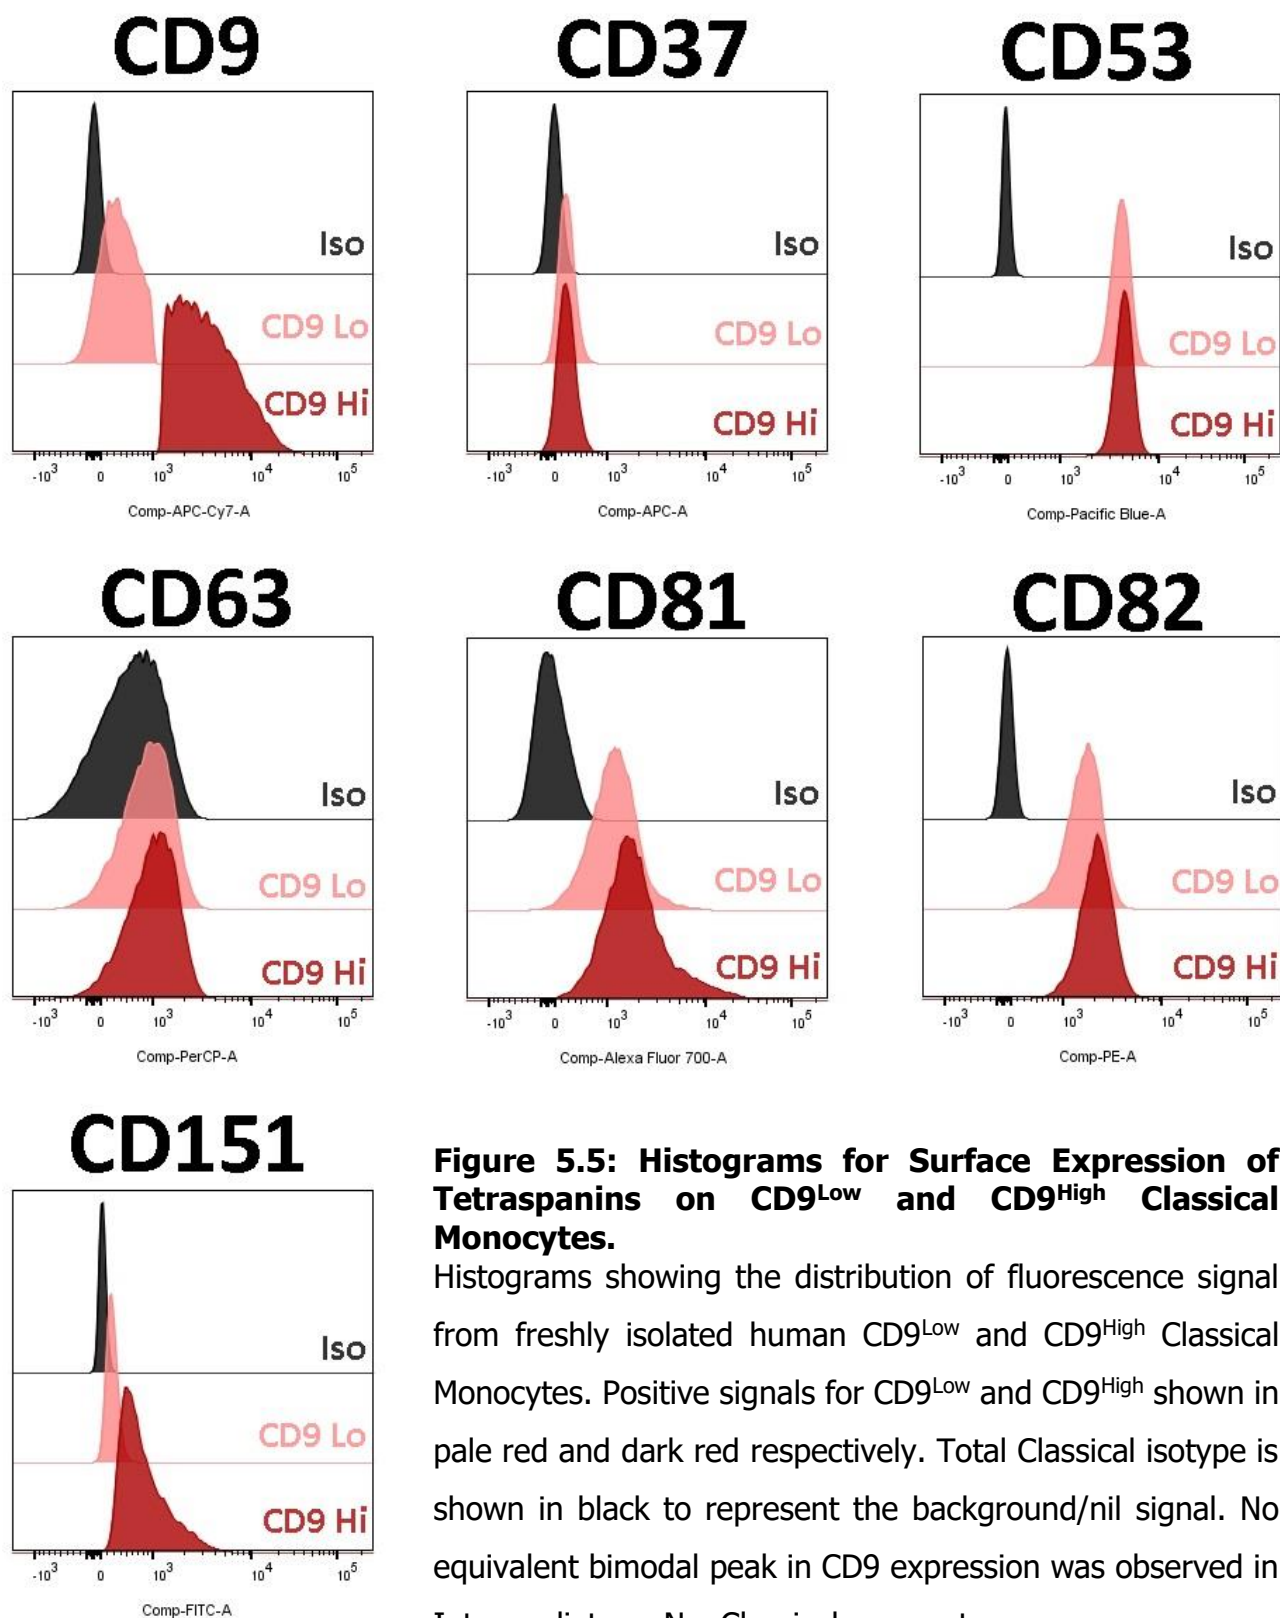 CD9 CD37 CD53
Iso Iso Iso
CD9 Lo CD9 Lo CD9 Lo
CD9 Hi CD9 Hi CD9 Hi
-10³ 0 10³ 10⁴ 10⁵ -10³ 0 10³ 10⁴ 10⁵ -10³ 0 10³ 10⁴ 10⁵
Comp-APC-Cy7-A Comp-APC-A Comp-Pacific Blue-A
CD63 CD81 CD82
Iso Iso Iso
CD9 Lo CD9 Lo CD9 Lo
CD9 Hi CD9 Hi CD9 Hi
-10³ 0 10³ 10⁴ 10⁵ -10³ 0 10³ 10⁴ 10⁵ -10³ 0 10³ 10⁴ 10⁵
Comp-PerCP-A Comp-Alexa Fluor 700-A Comp-PE-A
CD151
Iso
CD9 Lo
CD9 Hi
-10³ 0 10³ 10⁴ 10⁵
Comp-FITC-A
Figure 5.5: Histograms for Surface Expression of
Tetraspanins on CD9Low and CD9High Classical
Monocytes.
Histograms showing the distribution of fluorescence signal
from freshly isolated human CD9Low and CD9High Classical
Monocytes. Positive signals for CD9Low and CD9High shown in
pale red and dark red respectively. Total Classical isotype is
shown in black to represent the background/nil signal. No
equivalent bimodal peak in CD9 expression was observed in